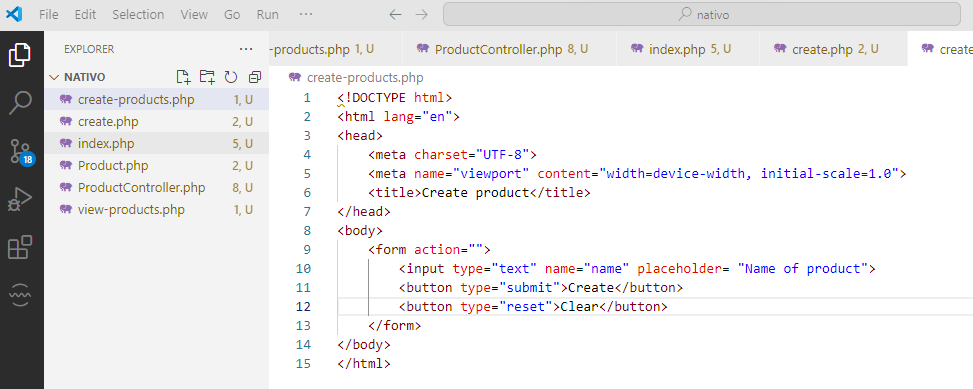 File Edit Selection View Go Run ··· nativo
EXPLORER ···
-products.php 1, U ProductController.php 8, U index.php 5, U create.php 2, U create
NATIVO
create-products.php 1, U
create.php 2, U
index.php 5, U
Product.php 2, U
ProductController.php 8, U
view-products.php 1, U
18
create-products.php
1 <!DOCTYPE html>
2 <html lang="en">
3 <head>
4 <meta charset="UTF-8">
5 <meta name="viewport" content="width=device-width, initial-scale=1.0">
6 <title>Create product</title>
7 </head>
8 <body>
9 <form action="">
10 <input type="text" name="name" placeholder= "Name of product">
11 <button type="submit">Create</button>
12 <button type="reset">Clear</button>
13 </form>
14 </body>
15 </html>